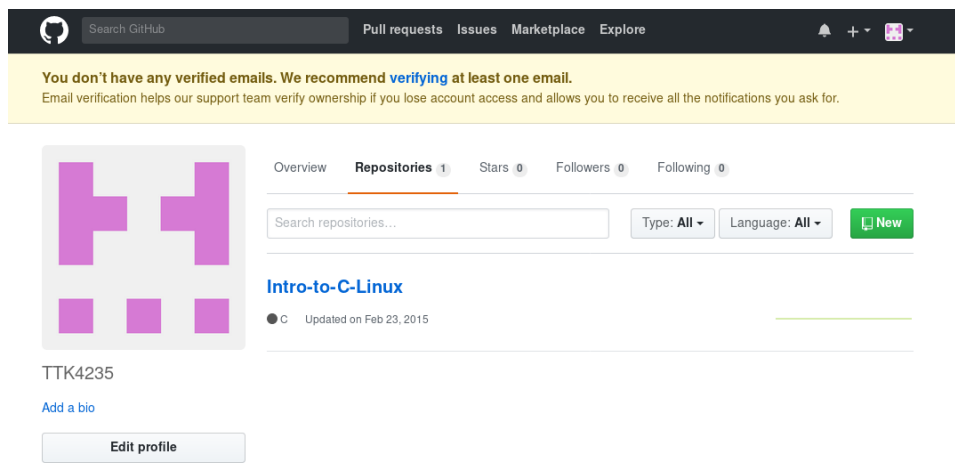 Search GitHub Pull requests Issues Marketplace Explore
You don't have any verified emails. We recommend verifying at least one email.
Email verification helps our support team verify ownership if you lose account access and allows you to receive all the notifications you ask for.
Overview Repositories 1 Stars 0 Followers 0 Following 0
Search repositories... Type: All Language: All New
Intro-to-C-Linux
C Updated on Feb 23, 2015
TTK4235
Add a bio
Edit profile